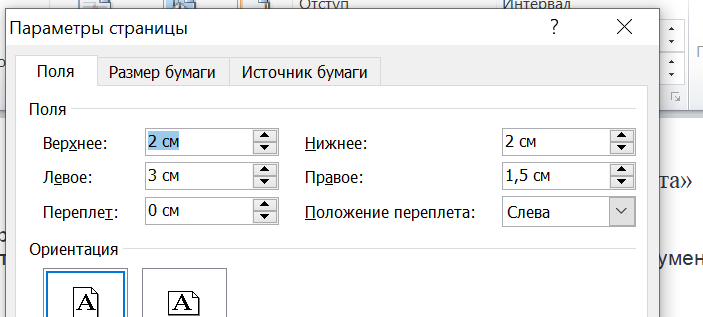 Отступ Интервал
Параметры страницы ?
Поля Размер бумаги Источник бумаги
Поля
Верхнее: 2 см Нижнее: 2 см
Левое: 3 см Правое: 1,5 см
та»
Переплет: 0 см Положение переплета: Слева
Ориентация
умен
А А